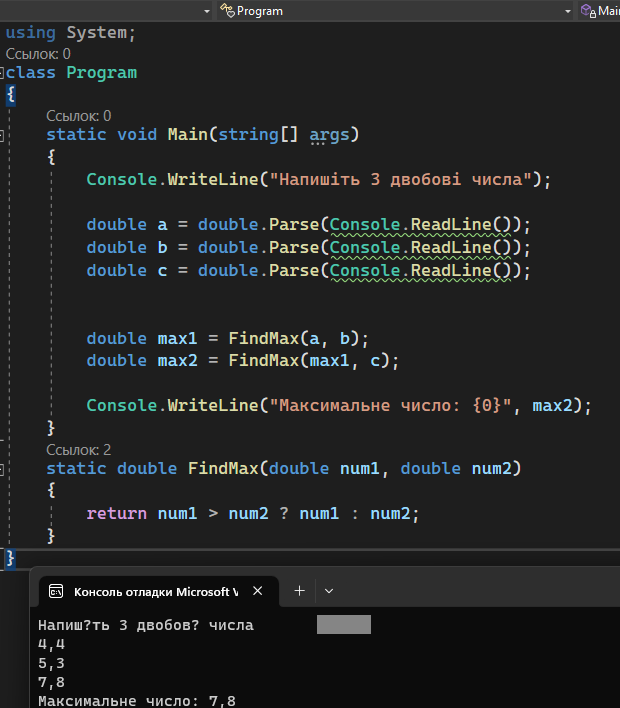 Program
Mai
using System;
Ссылок: 0
class Program
{
Ссылок: 0
static void Main(string[] args)
{
Console.WriteLine("Напишіть 3 двобові числа");
double a = double.Parse(Console.ReadLine());
double b = double.Parse(Console.ReadLine());
double c = double.Parse(Console.ReadLine());
double max1 = FindMax(a, b);
double max2 = FindMax(max1, c);
Console.WriteLine("Максимальне число: {0}", max2);
}
Ссылок: 2
static double FindMax(double num1, double num2)
{
return num1 > num2 ? num1 : num2;
}
}
Консоль отладки Microsoft V
Напиш?ть 3 двобов? числа
4,4
5,3
7,8
Максимальне число: 7,8